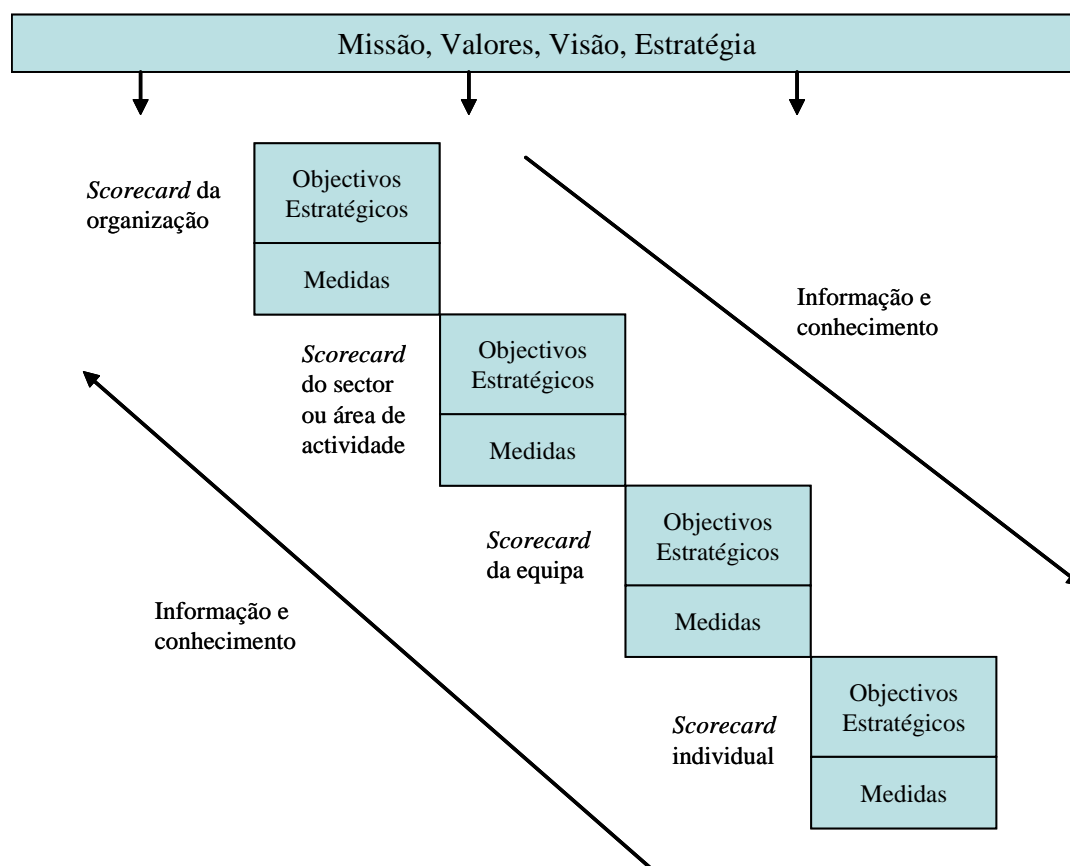 Missão, Valores, Visão, Estratégia
Scorecard da
organização
Objectivos
Estratégicos
Medidas
Informação e
conhecimento
Scorecard
do sector
ou área de
actividade
Objectivos
Estratégicos
Medidas
Scorecard
da equipa
Objectivos
Estratégicos
Medidas
Informação e
conhecimento
Scorecard
individual
Objectivos
Estratégicos
Medidas